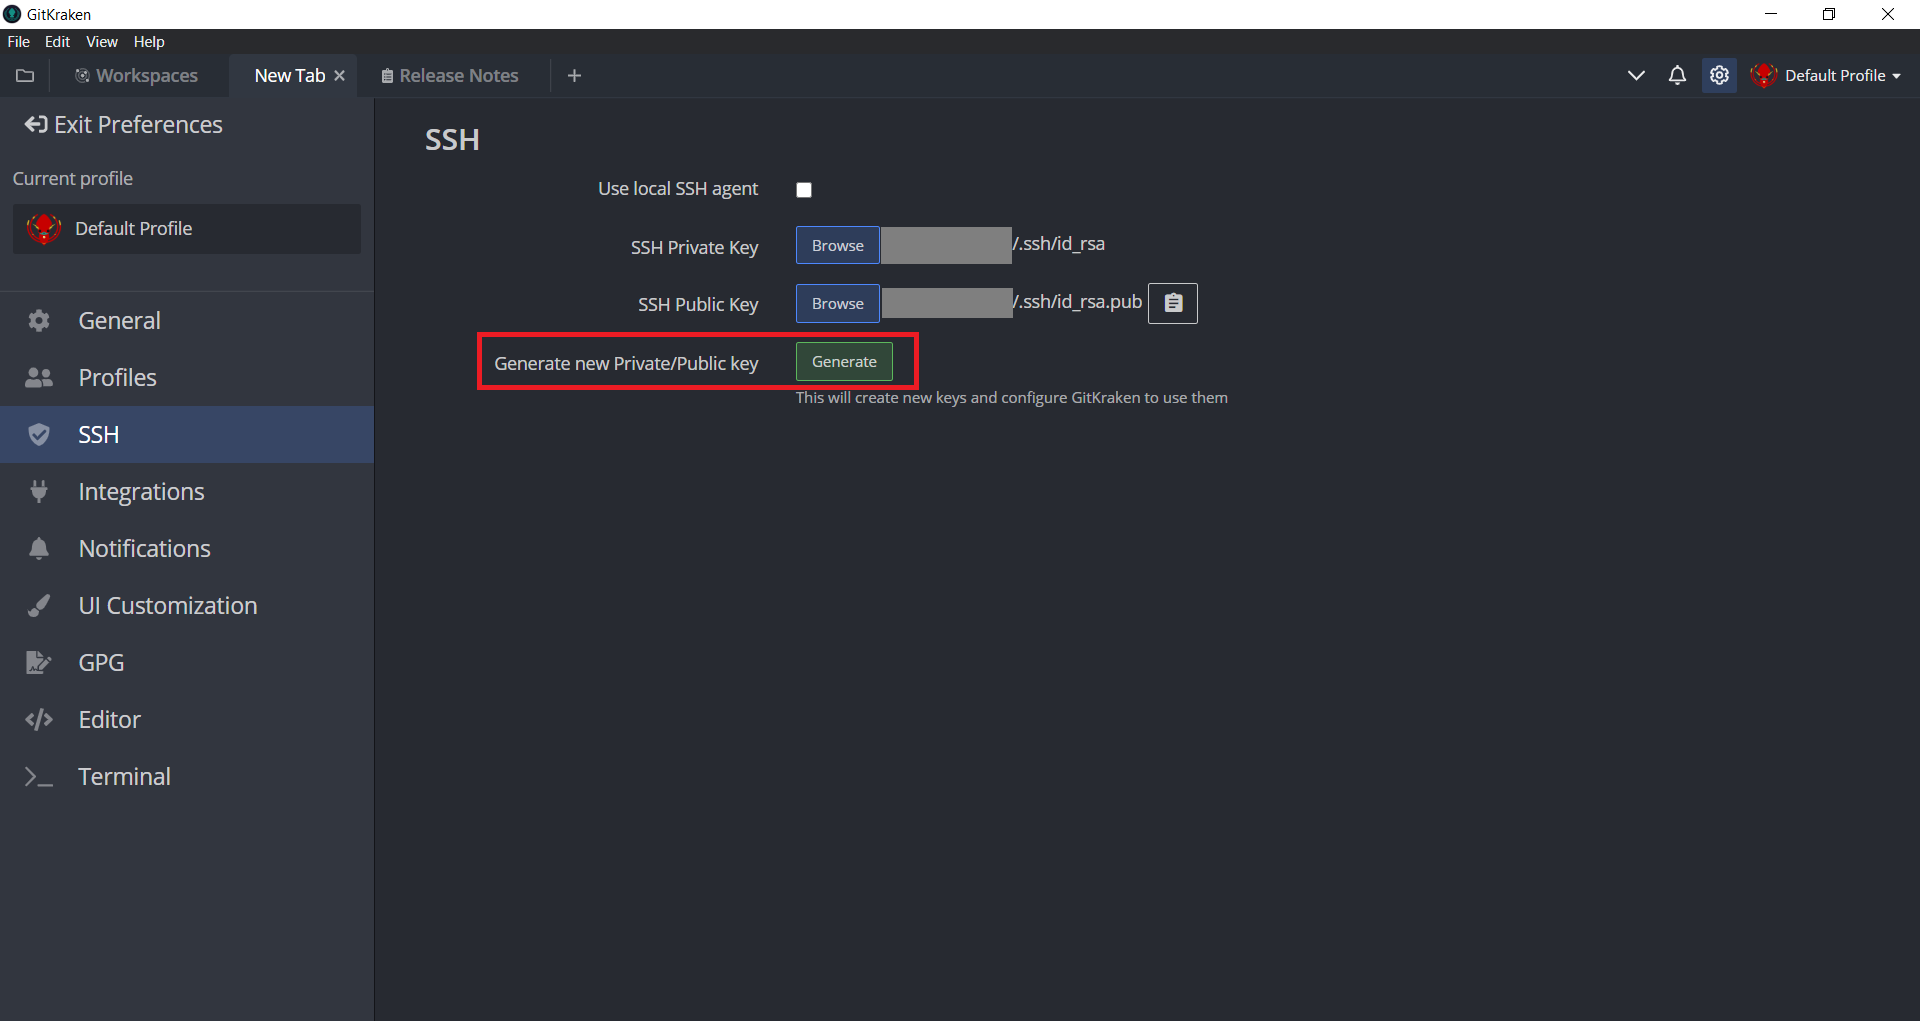 GitKraken
File Edit View Help
Workspaces New Tab Release Notes Default Profile
Exit Preferences
Current profile
Default Profile
General
Profiles
SSH
Integrations
Notifications
UI Customization
GPG
Editor
Terminal
SSH
Use local SSH agent
SSH Private Key Browse /.ssh/id_rsa
SSH Public Key Browse /.ssh/id_rsa.pub
Generate new Private/Public key Generate
This will create new keys and configure GitKraken to use them